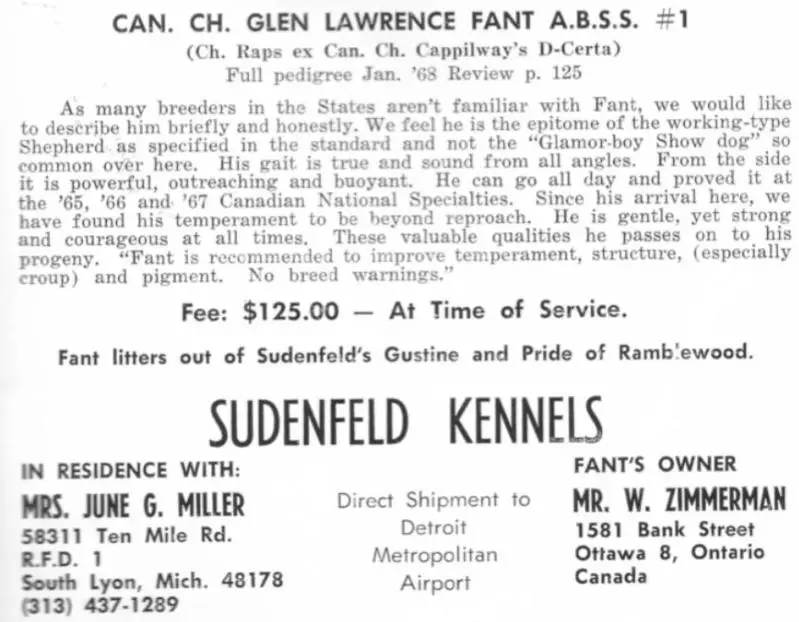 CAN. CH. GLEN LAWRENCE FANT A.B.S.S. #1
(Ch. Raps ex Can. Ch. Cappilway's D-Certa)
Full pedigree Jan. '68 Review p. 125
As many breeders in the States aren't familiar with Fant, we would like
to describe him briefly and honestly. We feel he is the epitome of the working-type
Shepherd as specified in the standard and not the "Glamor-boy Show dog" so
common over here. His gait is true and sound from all angles. From the side
it is powerful, outreaching and buoyant. He can go all day and proved it at
the '65, '66 and '67 Canadian National Specialties. Since his arrival here, we
have found his temperament to be beyond reproach. He is gentle, yet strong
and courageous at all times. These valuable qualities he passes on to his
progeny. "Fant is recommended to improve temperament, structure, (especially
croup) and pigment. No breed warnings."
Fee: $125.00 — At Time of Service.
Fant litters out of Sudenfeld's Gustine and Pride of Ramblewood.
SUDENFELD KENNELS
IN RESIDENCE WITH:
MRS. JUNE G. MILLER
58311 Ten Mile Rd.
R.F.D. 1
South Lyon, Mich. 48178
(313) 437-1289
Direct Shipment to
Detroit
Metropolitan
Airport
FANT'S OWNER
MR. W. ZIMMERMAN
1581 Bank Street
Ottawa 8, Ontario
Canada